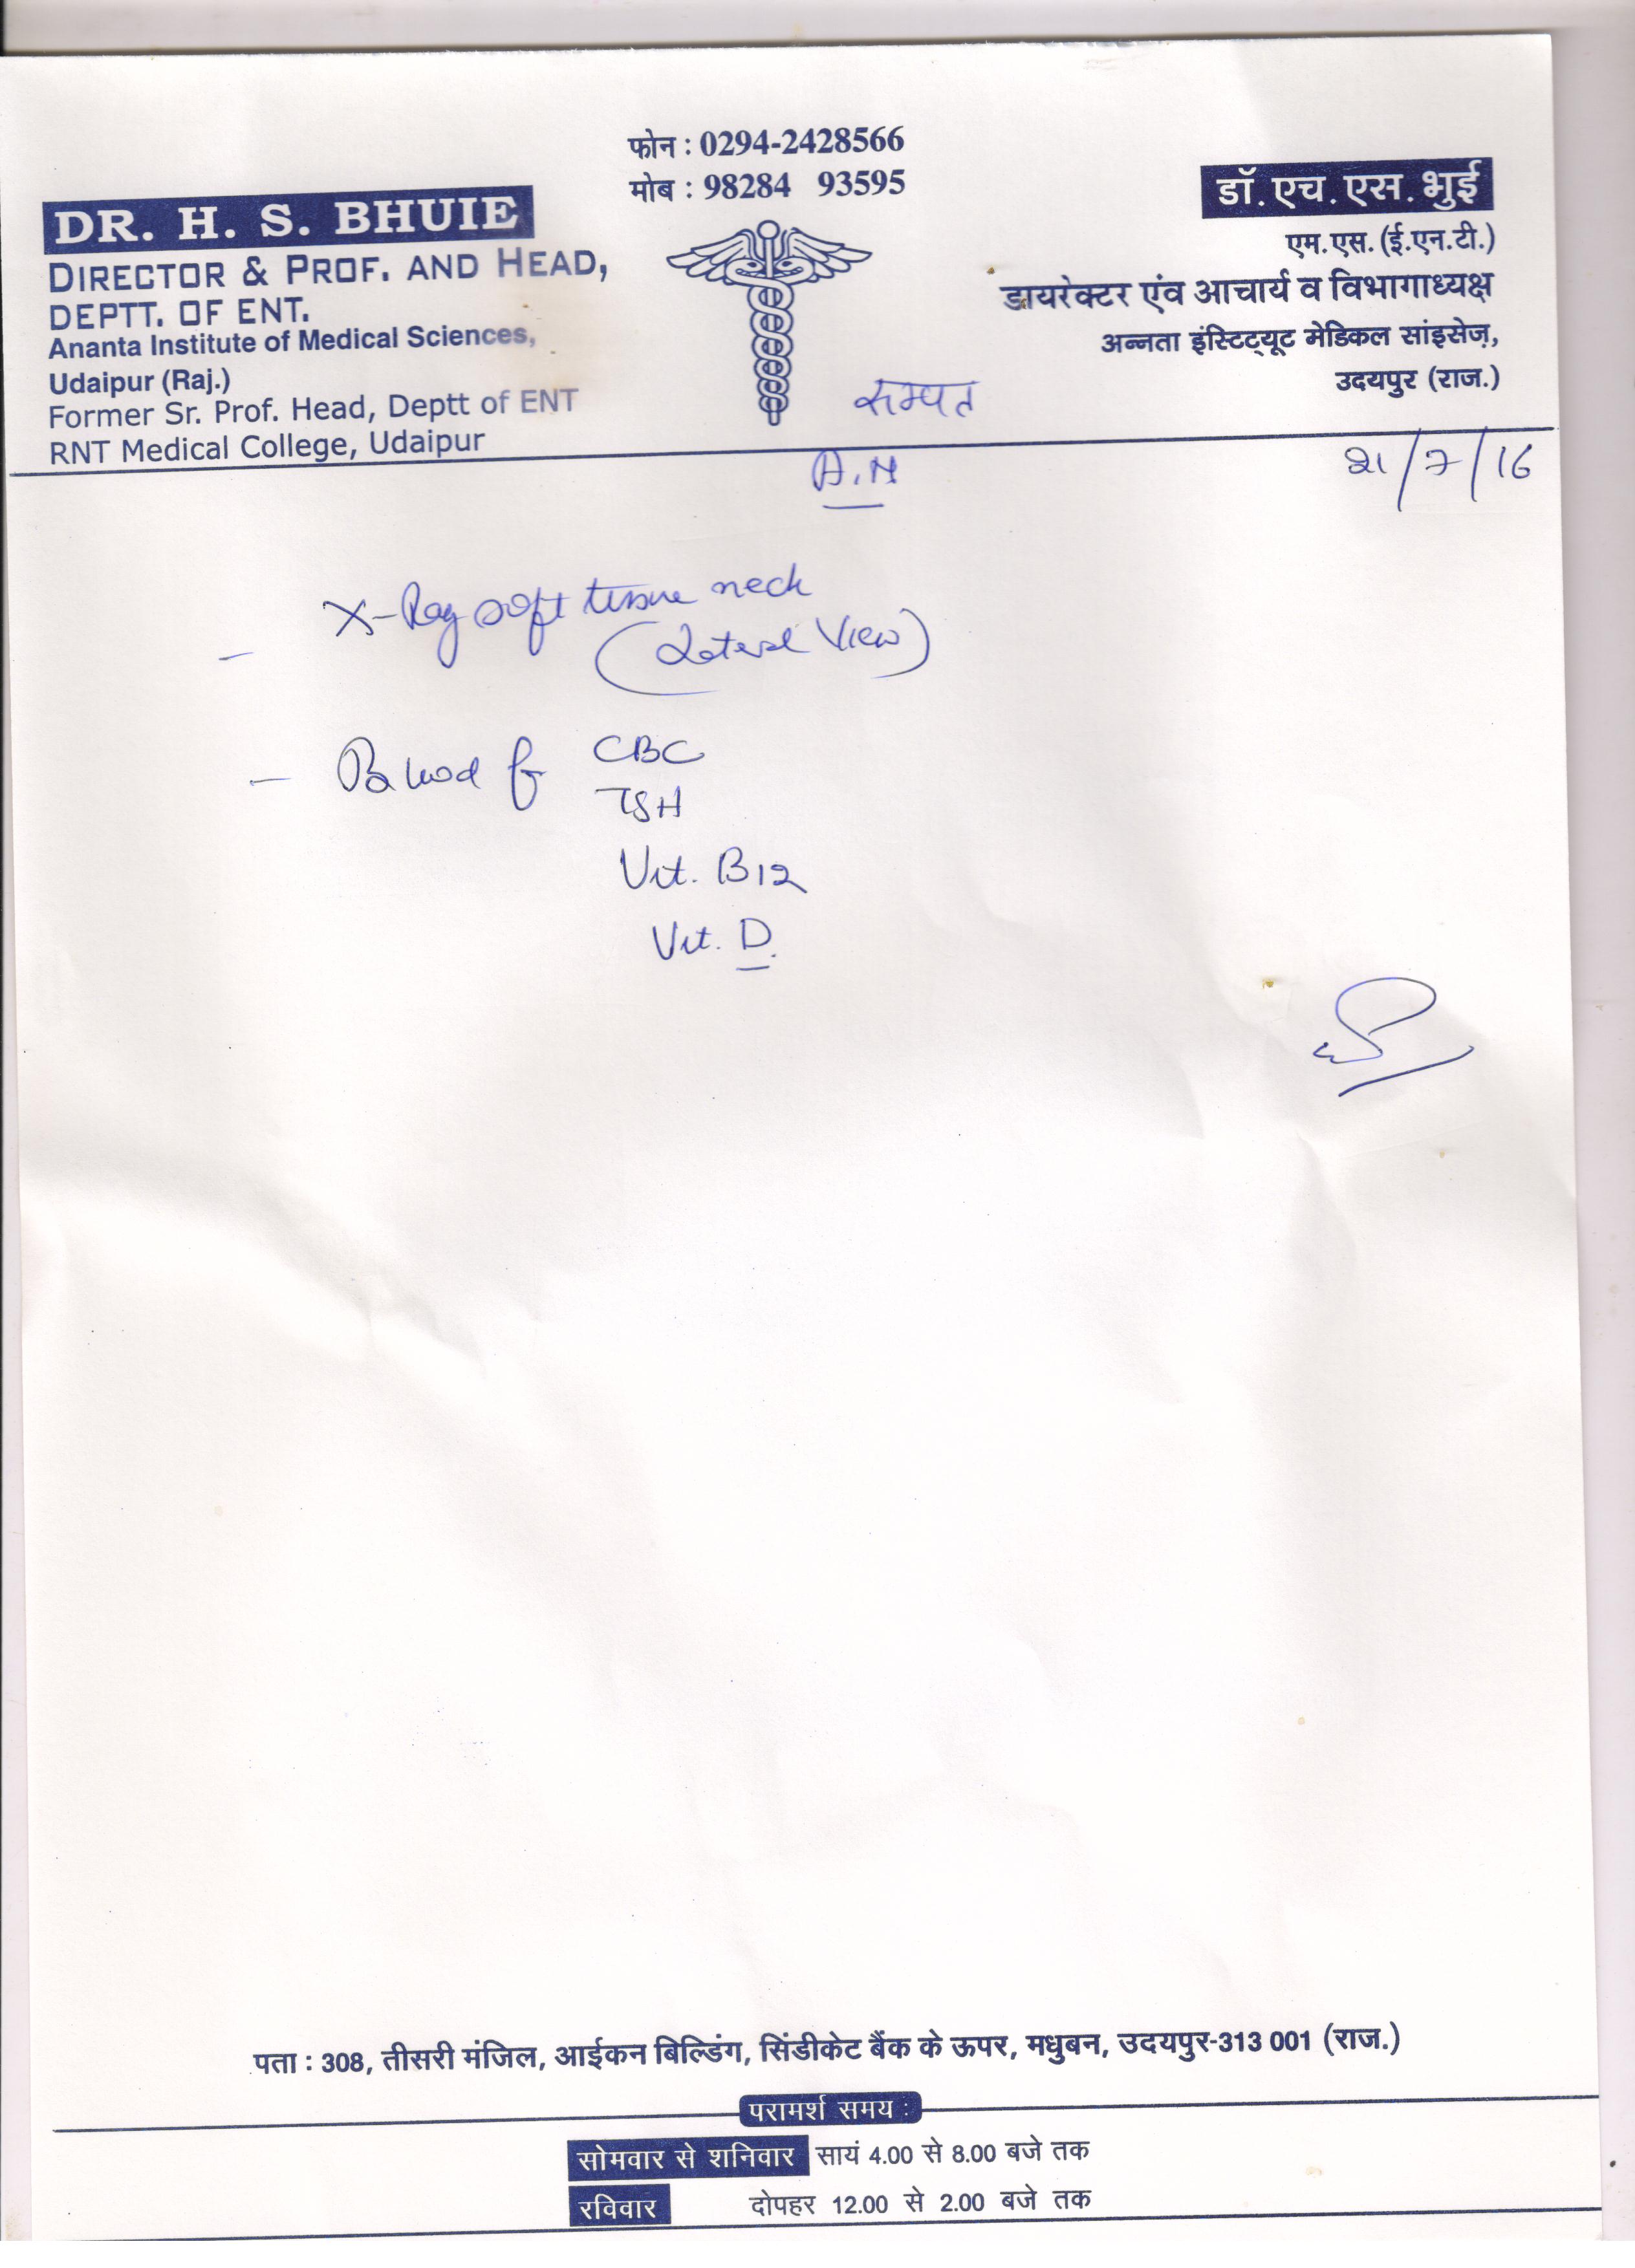 फोन : 0294-2428566
मोब : 98284 93595
DR. H. S. BHUIE
DIRECTOR & PROF. AND HEAD,
DEPTT. OF ENT.
Ananta Institute of Medical Sciences,
Udaipur (Raj.)
Former Sr. Prof. Head, Deptt of ENT
RNT Medical College, Udaipur
डॉ. एच. एस. भुई
एम.एस. (ई.एन.टी.)
डायरेक्टर एंव आचार्य व विभागाध्यक्ष
अन्नता इंस्टिट्यूट मेडिकल सांइसेज़,
उदयपुर (राज.)
सम्पत
21/7/16
- X-Ray soft tissue neck
(Lateral View)
- Blood for CBC
TSH
Vit. B12
Vit. D.
पता : 308, तीसरी मंजिल, आईकन बिल्डिंग, सिंडीकेट बैंक के ऊपर, मधुबन, उदयपुर-313 001 (राज.)
परामर्श समय :
सोमवार से शनिवार सायं 4.00 से 8.00 बजे तक
रविवार दोपहर 12.00 से 2.00 बजे तक